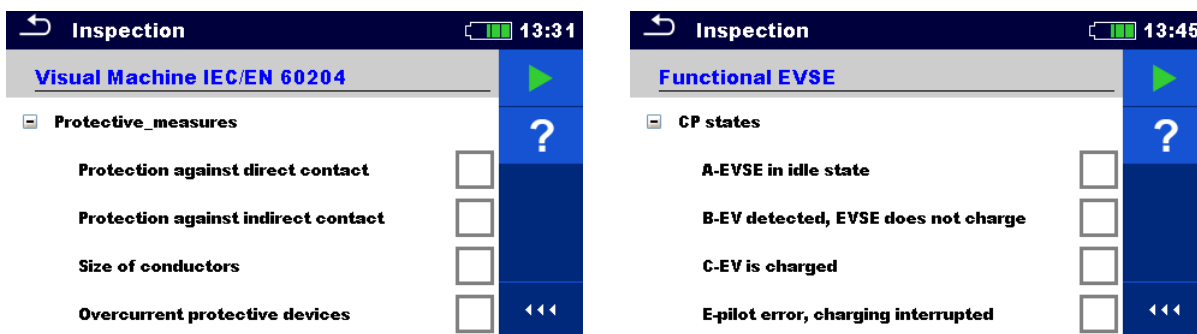 Inspection 13:31
Visual Machine IEC/EN 60204
Protective_measures
?
Protection against direct contact
Protection against indirect contact
Size of conductors
Overcurrent protective devices
Inspection 13:45
Functional EVSE
CP states
?
A-EVSE in idle state
B-EV detected, EVSE does not charge
C-EV is charged
E-pilot error, charging interrupted